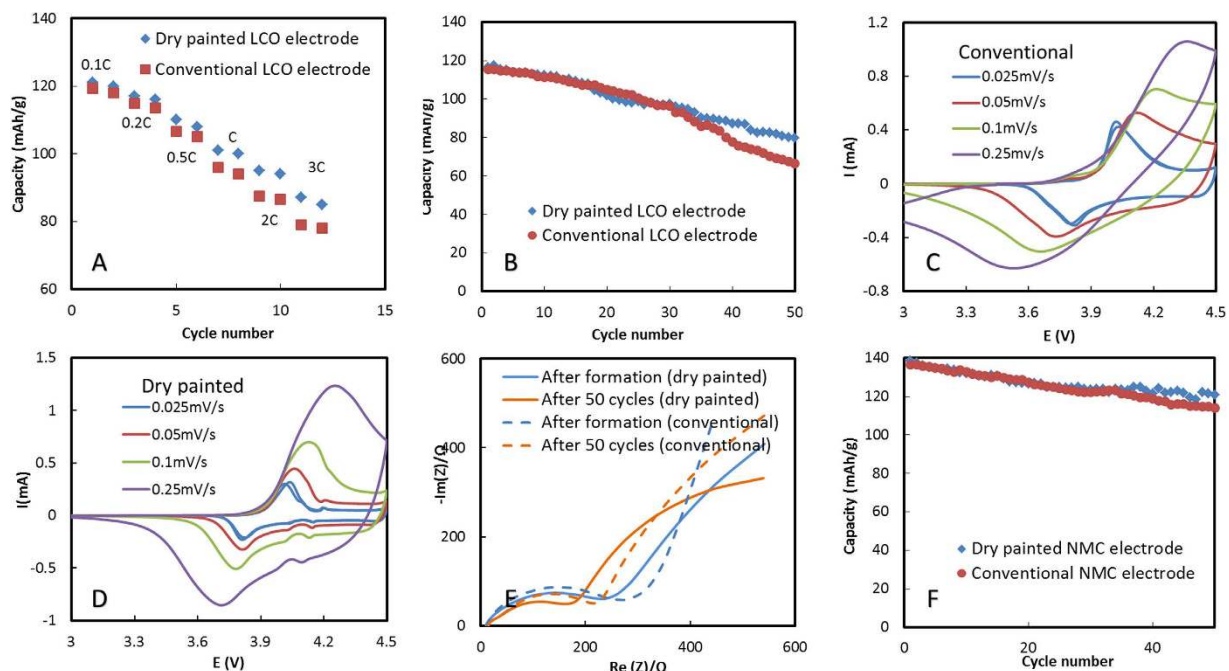 140
120
100
80
60
0
5
10
15
Capacity (mAh/g)
Cycle number
Dry painted LCO electrode
Conventional LCO electrode
0.1C
0.2C
0.5C
C
2C
3C
A
140
120
100
80
60
40
20
0
0
10
20
30
40
50
Capacity (mAh/g)
Cycle number
Dry painted LCO electrode
Conventional LCO electrode
B
1.2
0.8
0.4
0
-0.4
-0.8
3
3.3
3.6
3.9
4.2
4.5
I (mA)
E (V)
Conventional
0.025mV/s
0.05mV/s
0.1mV/s
0.25mv/s
C
1.5
1
0.5
0
-0.5
-1
3
3.3
3.6
3.9
4.2
4.5
I(mA)
E (V)
Dry painted
0.025mV/s
0.05mV/s
0.1mV/s
0.25mV/s
D
600
400
200
0
0
200
400
600
-Im(Z)/Ω
Re (Z)/Ω
After formation (dry painted)
After 50 cycles (dry painted)
After formation (conventional)
After 50 cycles (conventional)
E
140
120
100
80
60
40
20
0
0
20
40
Capacity (mAh/g)
Cycle number
Dry painted NMC electrode
Conventional NMC electrode
F